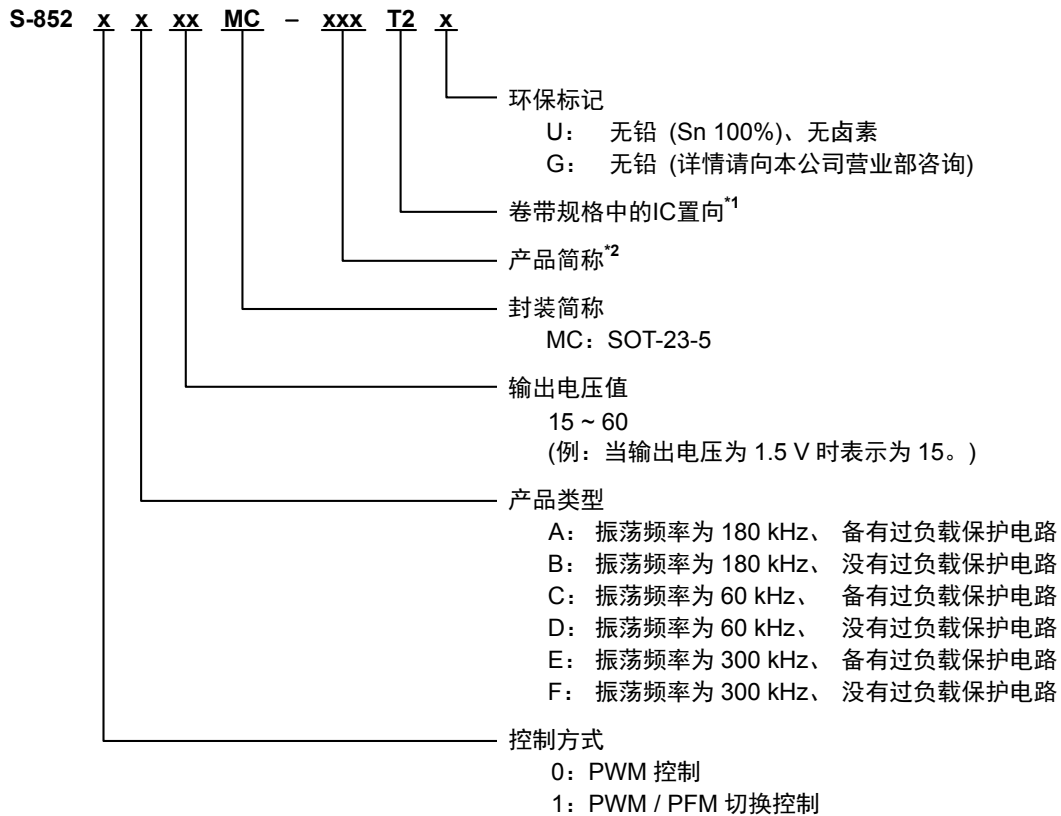 S-852 x x xx MC – xxx T2 x
环保标记
U： 无铅 (Sn 100%)、无卤素
G： 无铅 (详情请向本公司营业部咨询)
卷带规格中的IC置向*1
产品简称*2
封装简称
MC：SOT-23-5
输出电压值
15 ~ 60
(例：当输出电压为 1.5 V 时表示为 15。)
产品类型
A： 振荡频率为 180 kHz、 备有过负载保护电路
B： 振荡频率为 180 kHz、 没有过负载保护电路
C： 振荡频率为 60 kHz、 备有过负载保护电路
D： 振荡频率为 60 kHz、 没有过负载保护电路
E： 振荡频率为 300 kHz、 备有过负载保护电路
F： 振荡频率为 300 kHz、 没有过负载保护电路
控制方式
0：PWM 控制
1：PWM / PFM 切换控制